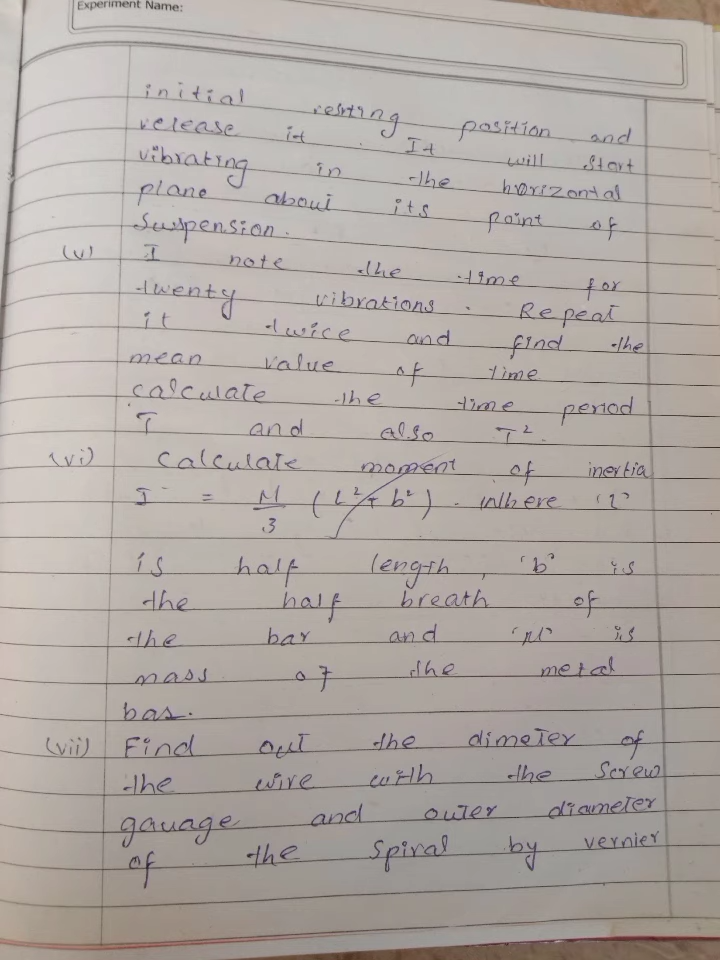 Experiment Name:
initial resting position and
release it. It will start
vibrating in the horizontal
plane about its point of
suspension.
(v) I note the time for
twenty vibrations. Repeat
it twice and find the
mean value of time
calculate the time period
T and also T².
(vi) Calculate moment of inertia
I = M/3 (l² + b²). Where 'l'
is half length, 'b' is
the half breath of
the bar and 'M' is
mass of the metal
bar.
(vii) Find out the dimeter of
the wire with the Screw
gauage and outer diameter
of the spiral by vernier